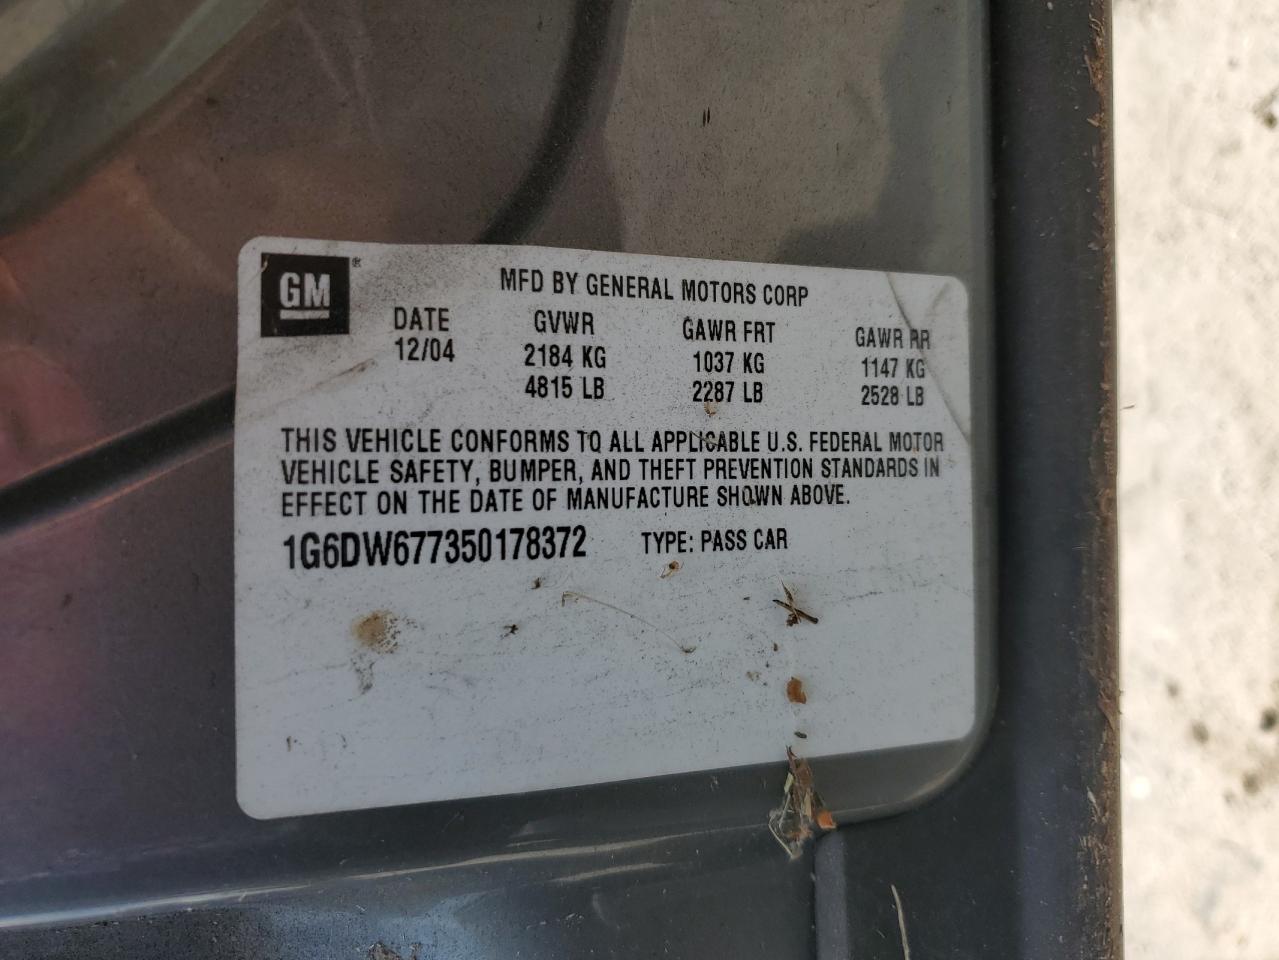 GM®
MFD BY GENERAL MOTORS CORP
DATE GVWR GAWR FRT GAWR RR
12/04 2184 KG 1037 KG 1147 KG
4815 LB 2287 LB 2528 LB
THIS VEHICLE CONFORMS TO ALL APPLICABLE U.S. FEDERAL MOTOR
VEHICLE SAFETY, BUMPER, AND THEFT PREVENTION STANDARDS IN
EFFECT ON THE DATE OF MANUFACTURE SHOWN ABOVE.
1G6DW677350178372 TYPE: PASS CAR